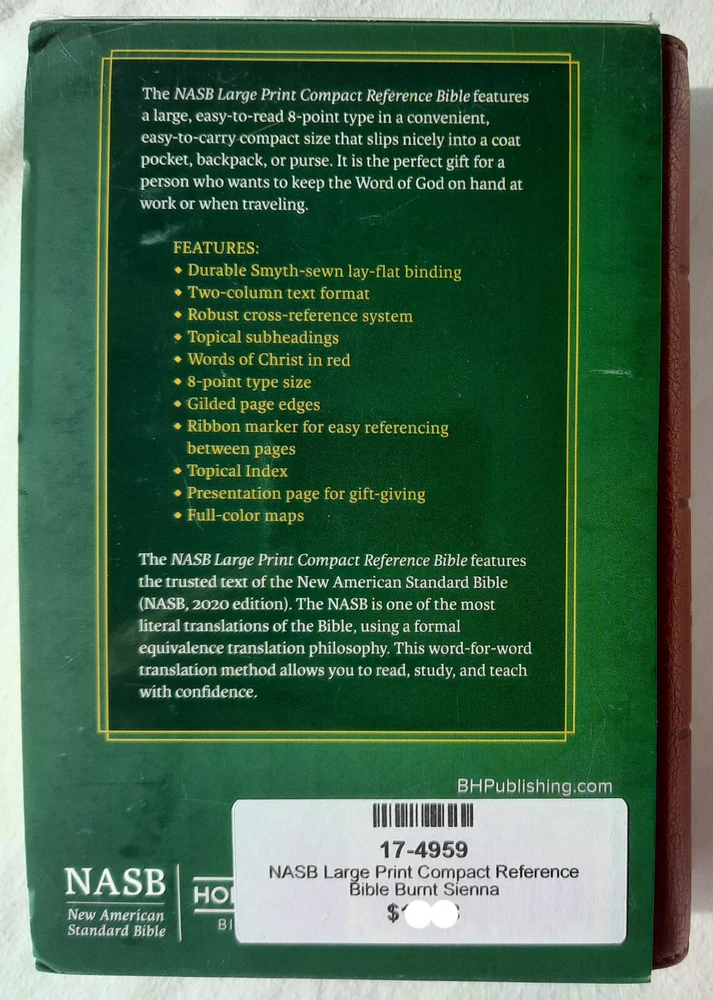 The NASB Large Print Compact Reference Bible features
a large, easy-to-read 8-point type in a convenient,
easy-to-carry compact size that slips nicely into a coat
pocket, backpack, or purse. It is the perfect gift for a
person who wants to keep the Word of God on hand at
work or when traveling.
FEATURES:
• Durable Smyth-sewn lay-flat binding
• Two-column text format
• Robust cross-reference system
• Topical subheadings
• Words of Christ in red
• 8-point type size
• Gilded page edges
• Ribbon marker for easy referencing
between pages
• Topical Index
• Presentation page for gift-giving
• Full-color maps
The NASB Large Print Compact Reference Bible features
the trusted text of the New American Standard Bible
(NASB, 2020 edition). The NASB is one of the most
literal translations of the Bible, using a formal
equivalence translation philosophy. This word-for-word
translation method allows you to read, study, and teach
with confidence.
BHPublishing.com
17-4959
NASB Large Print Compact Reference
Bible Burnt Sienna
NASB
New American
Standard Bible